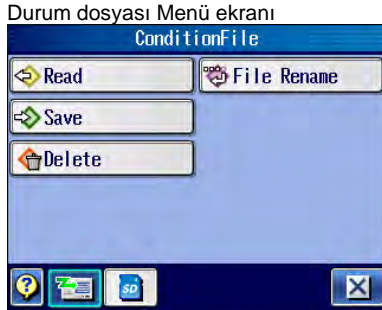 Durum dosyası Menü ekranı
ConditionFile
Read
File Rename
Save
Delete
?
SD